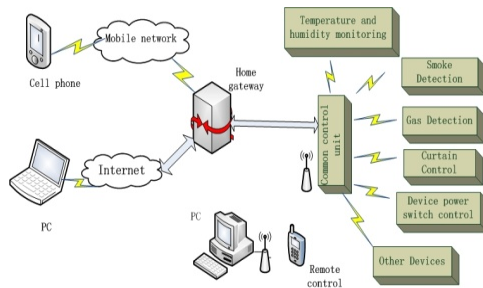 Temperature and
humidity monitoring
Mobile network
Cell phone
Home
gateway
Smoke
Detection
Gas Detection
Common control
unit
Internet
Curtain
Control
PC
Device power
switch control
PC
Remote
control
Other Devices